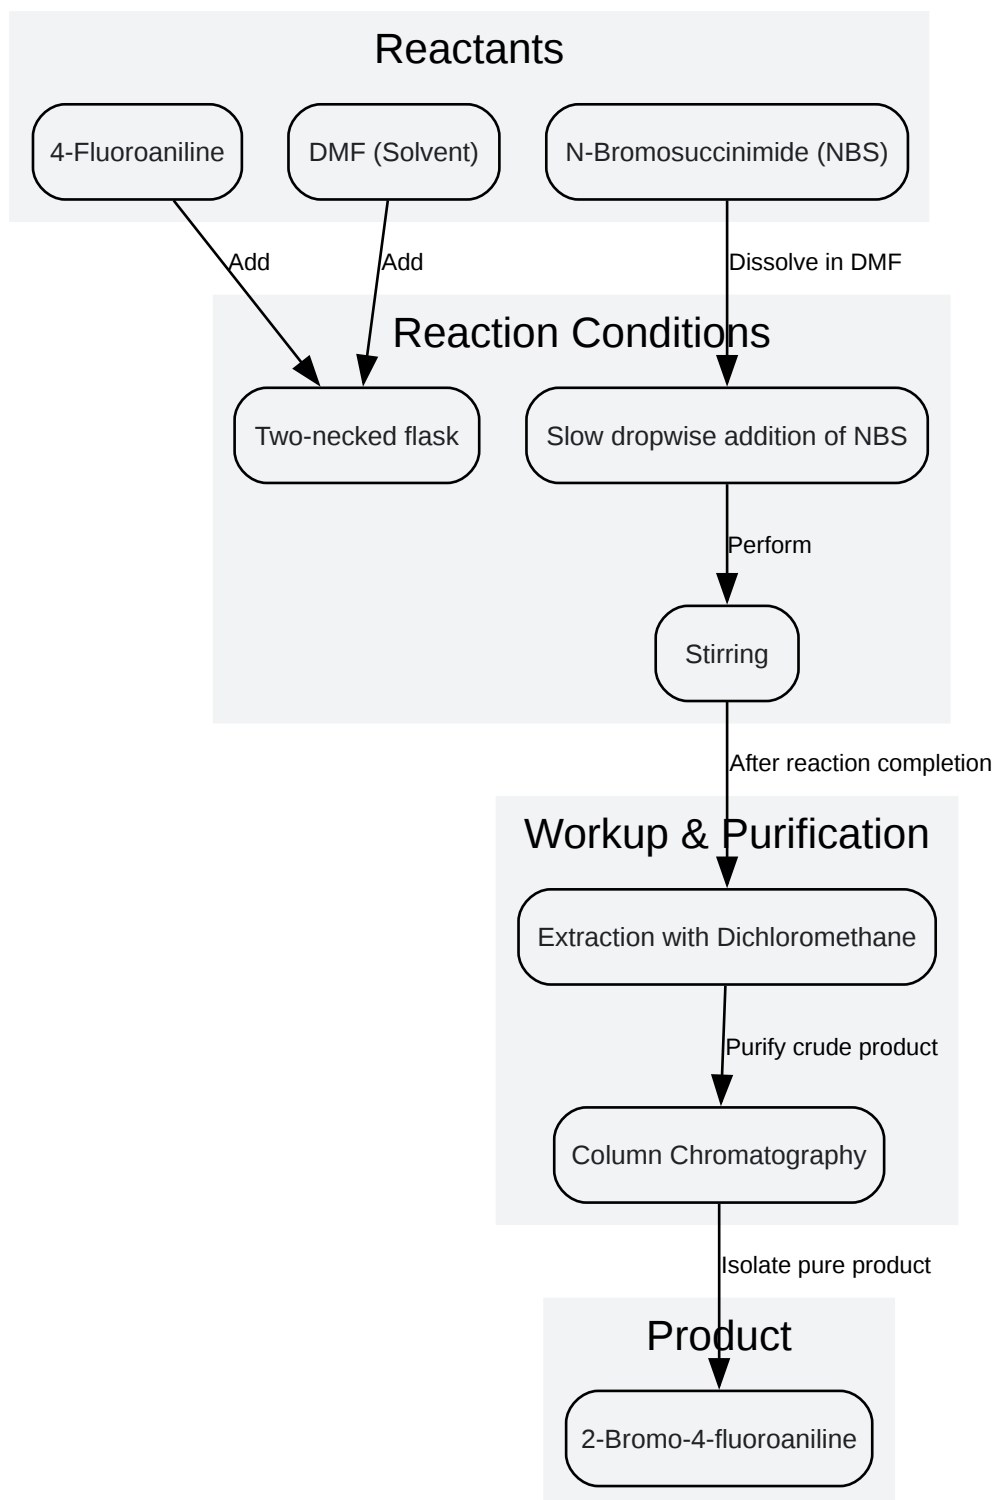 Reactants
4-Fluoroaniline
DMF (Solvent)
N-Bromosuccinimide (NBS)
Add
Add
Dissolve in DMF
Reaction Conditions
Two-necked flask
Slow dropwise addition of NBS
Perform
Stirring
After reaction completion
Workup & Purification
Extraction with Dichloromethane
Purify crude product
Column Chromatography
Isolate pure product
Product
2-Bromo-4-fluoroaniline